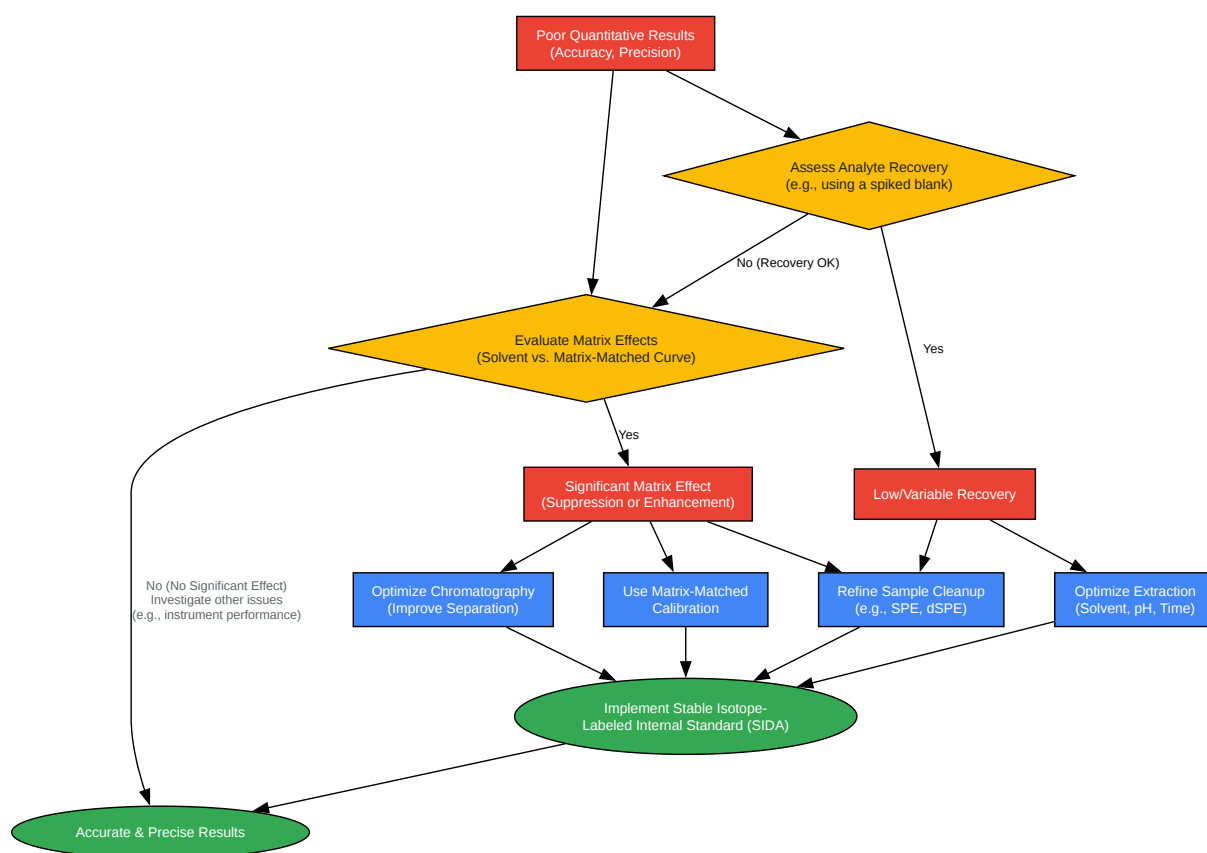 Poor Quantitative Results
(Accuracy, Precision)
Assess Analyte Recovery
(e.g., using a spiked blank)
No (Recovery OK)
Evaluate Matrix Effects
(Solvent vs. Matrix-Matched Curve)
Yes
Yes
Significant Matrix Effect
(Suppression or Enhancement)
Low/Variable Recovery
No (No Significant Effect)
Investigate other issues
(e.g., instrument performance)
Optimize Chromatography
(Improve Separation)
Use Matrix-Matched
Calibration
Refine Sample Cleanup
(e.g., SPE, dSPE)
Optimize Extraction
(Solvent, pH, Time)
Implement Stable Isotope-
Labeled Internal Standard (SIDA)
Accurate & Precise Results